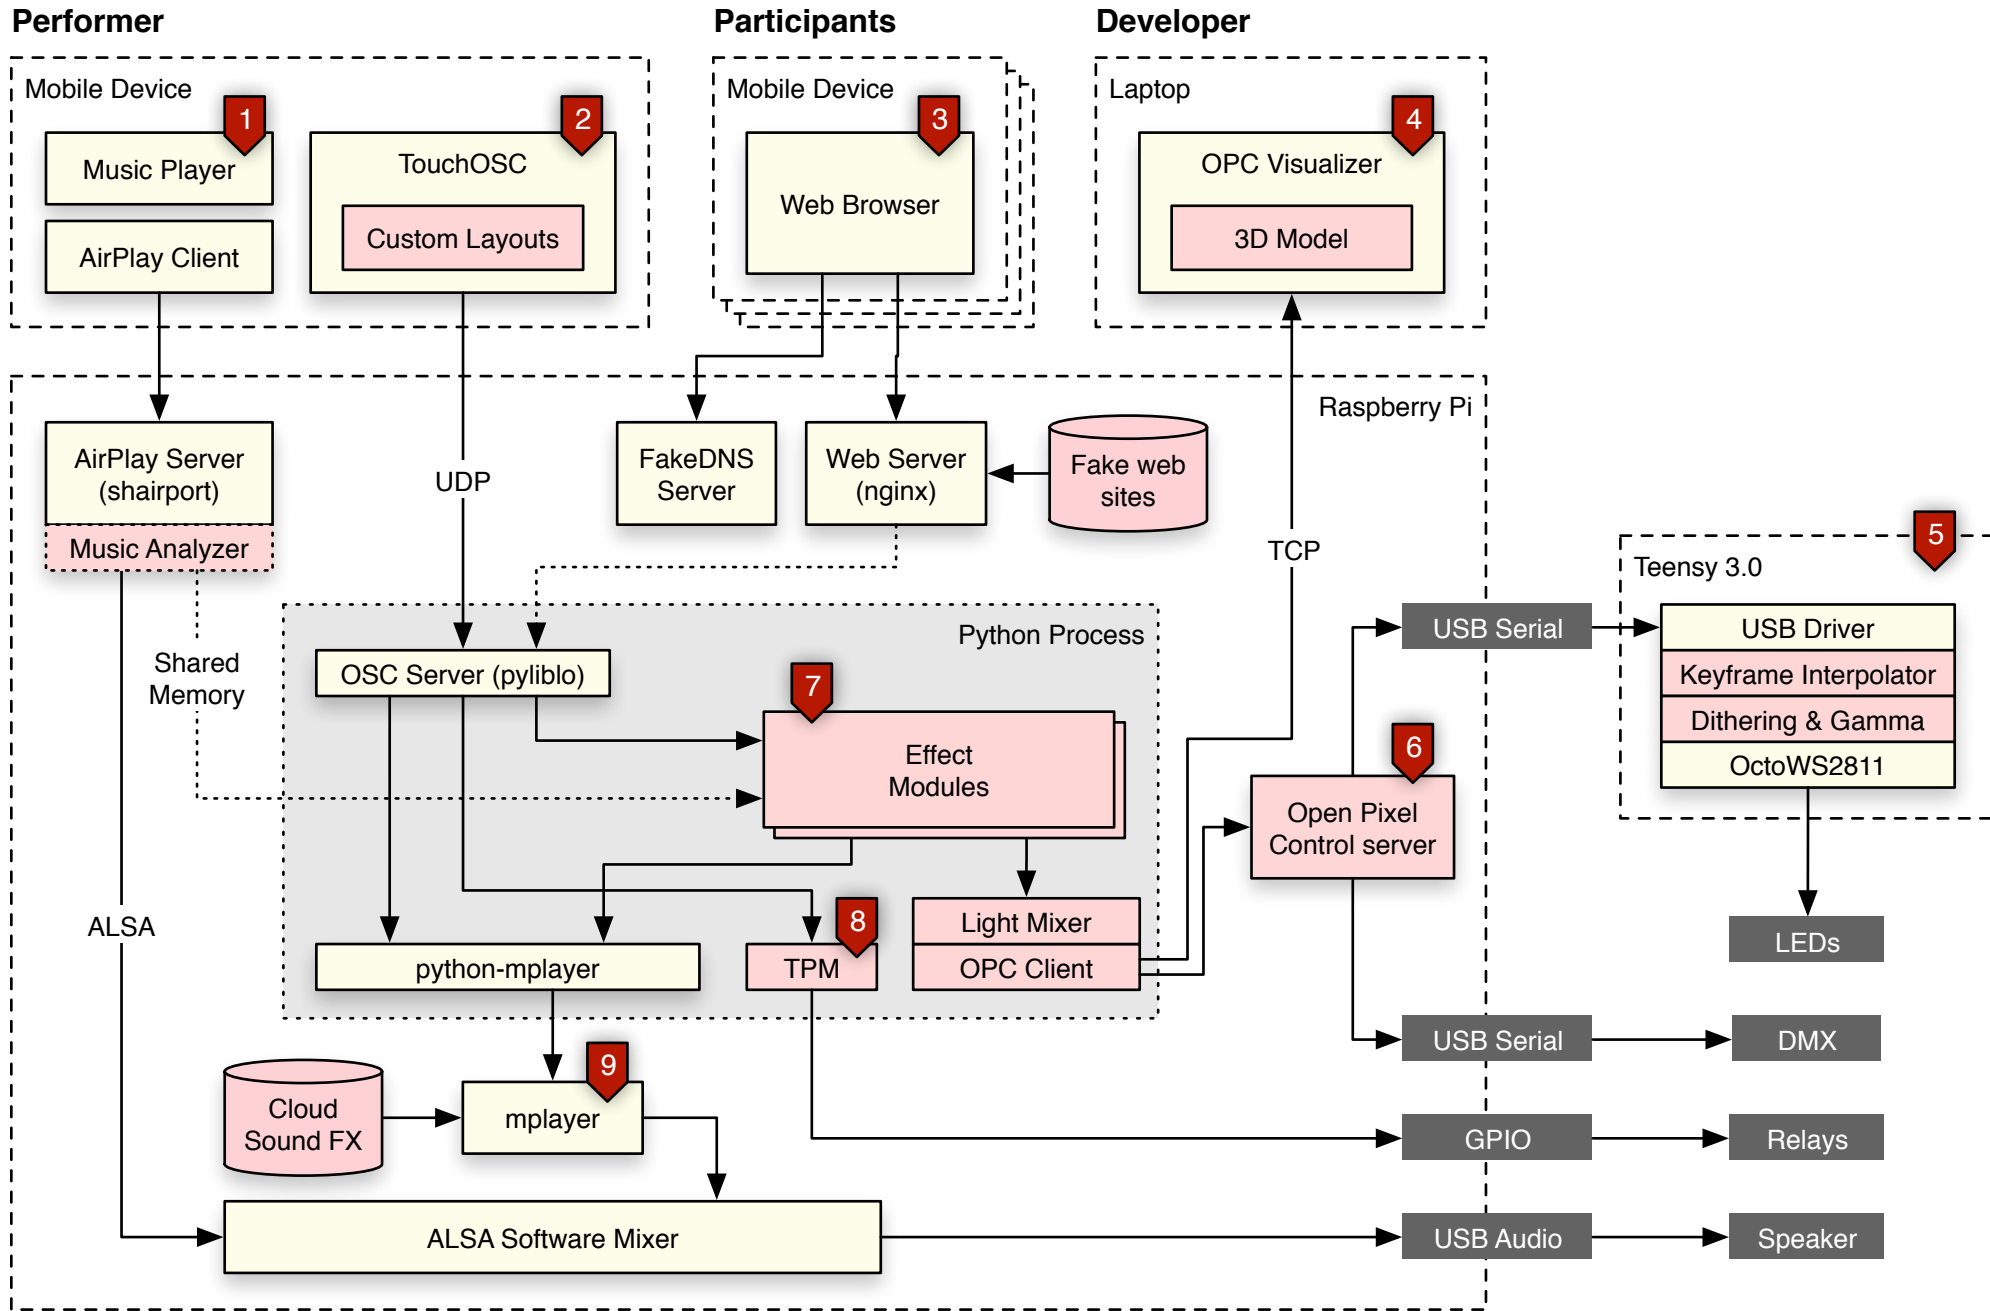 Performer
Participants
Developer
Mobile Device
1
2
Music Player
AirPlay Client
TouchOSC
Custom Layouts
Mobile Device
3
Web Browser
Laptop
4
OPC Visualizer
3D Model
Raspberry Pi
AirPlay Server
(shairport)
Music Analyzer
UDP
FakeDNS
Server
Web Server
(nginx)
Fake web
sites
TCP
5
Teensy 3.0
USB Driver
Keyframe Interpolator
Dithering & Gamma
OctoWS2811
Shared
Memory
Python Process
OSC Server (pyliblo)
7
Effect
Modules
USB Serial
6
Open Pixel
Control server
ALSA
8
python-mplayer
TPM
Light Mixer
OPC Client
LEDs
USB Serial
DMX
Cloud
Sound FX
9
mplayer
GPIO
Relays
ALSA Software Mixer
USB Audio
Speaker